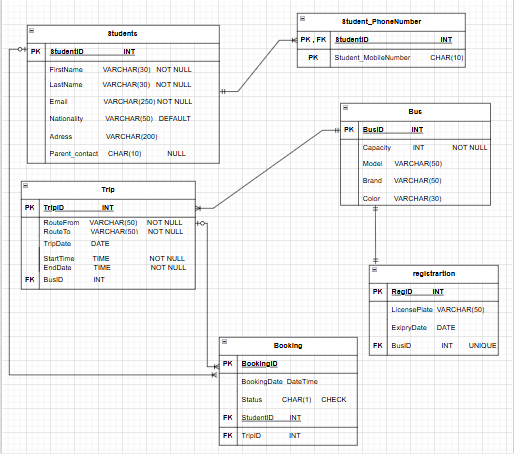 Students
PK StudentID INT
FirstName VARCHAR(30) NOT NULL
LastName VARCHAR(30) NOT NULL
Email VARCHAR(250) NOT NULL
Nationality VARCHAR(50) DEFAULT
Adress VARCHAR(200)
Parent_contact CHAR(10) NULL
Student_PhoneNumber
PK , FK StudentID INT
PK Student_MobileNumber CHAR(10)
Bus
PK BusID INT
Capacity INT NOT NULL
Model VARCHAR(50)
Brand VARCHAR(50)
Color VARCHAR(30)
Trip
PK TripID INT
RouteFrom VARCHAR(50) NOT NULL
RouteTo VARCHAR(50) NOT NULL
TripDate DATE
StartTime TIME NOT NULL
EndDate TIME NOT NULL
FK BusID INT
registrartion
PK RegID INT
LicensePlate VARCHAR(50)
ExipryDate DATE
FK BusID INT UNIQUE
Booking
PK BookingID
BookingDate DateTime
Status CHAR(1) CHECK
FK StudentID INT
FK TripID INT